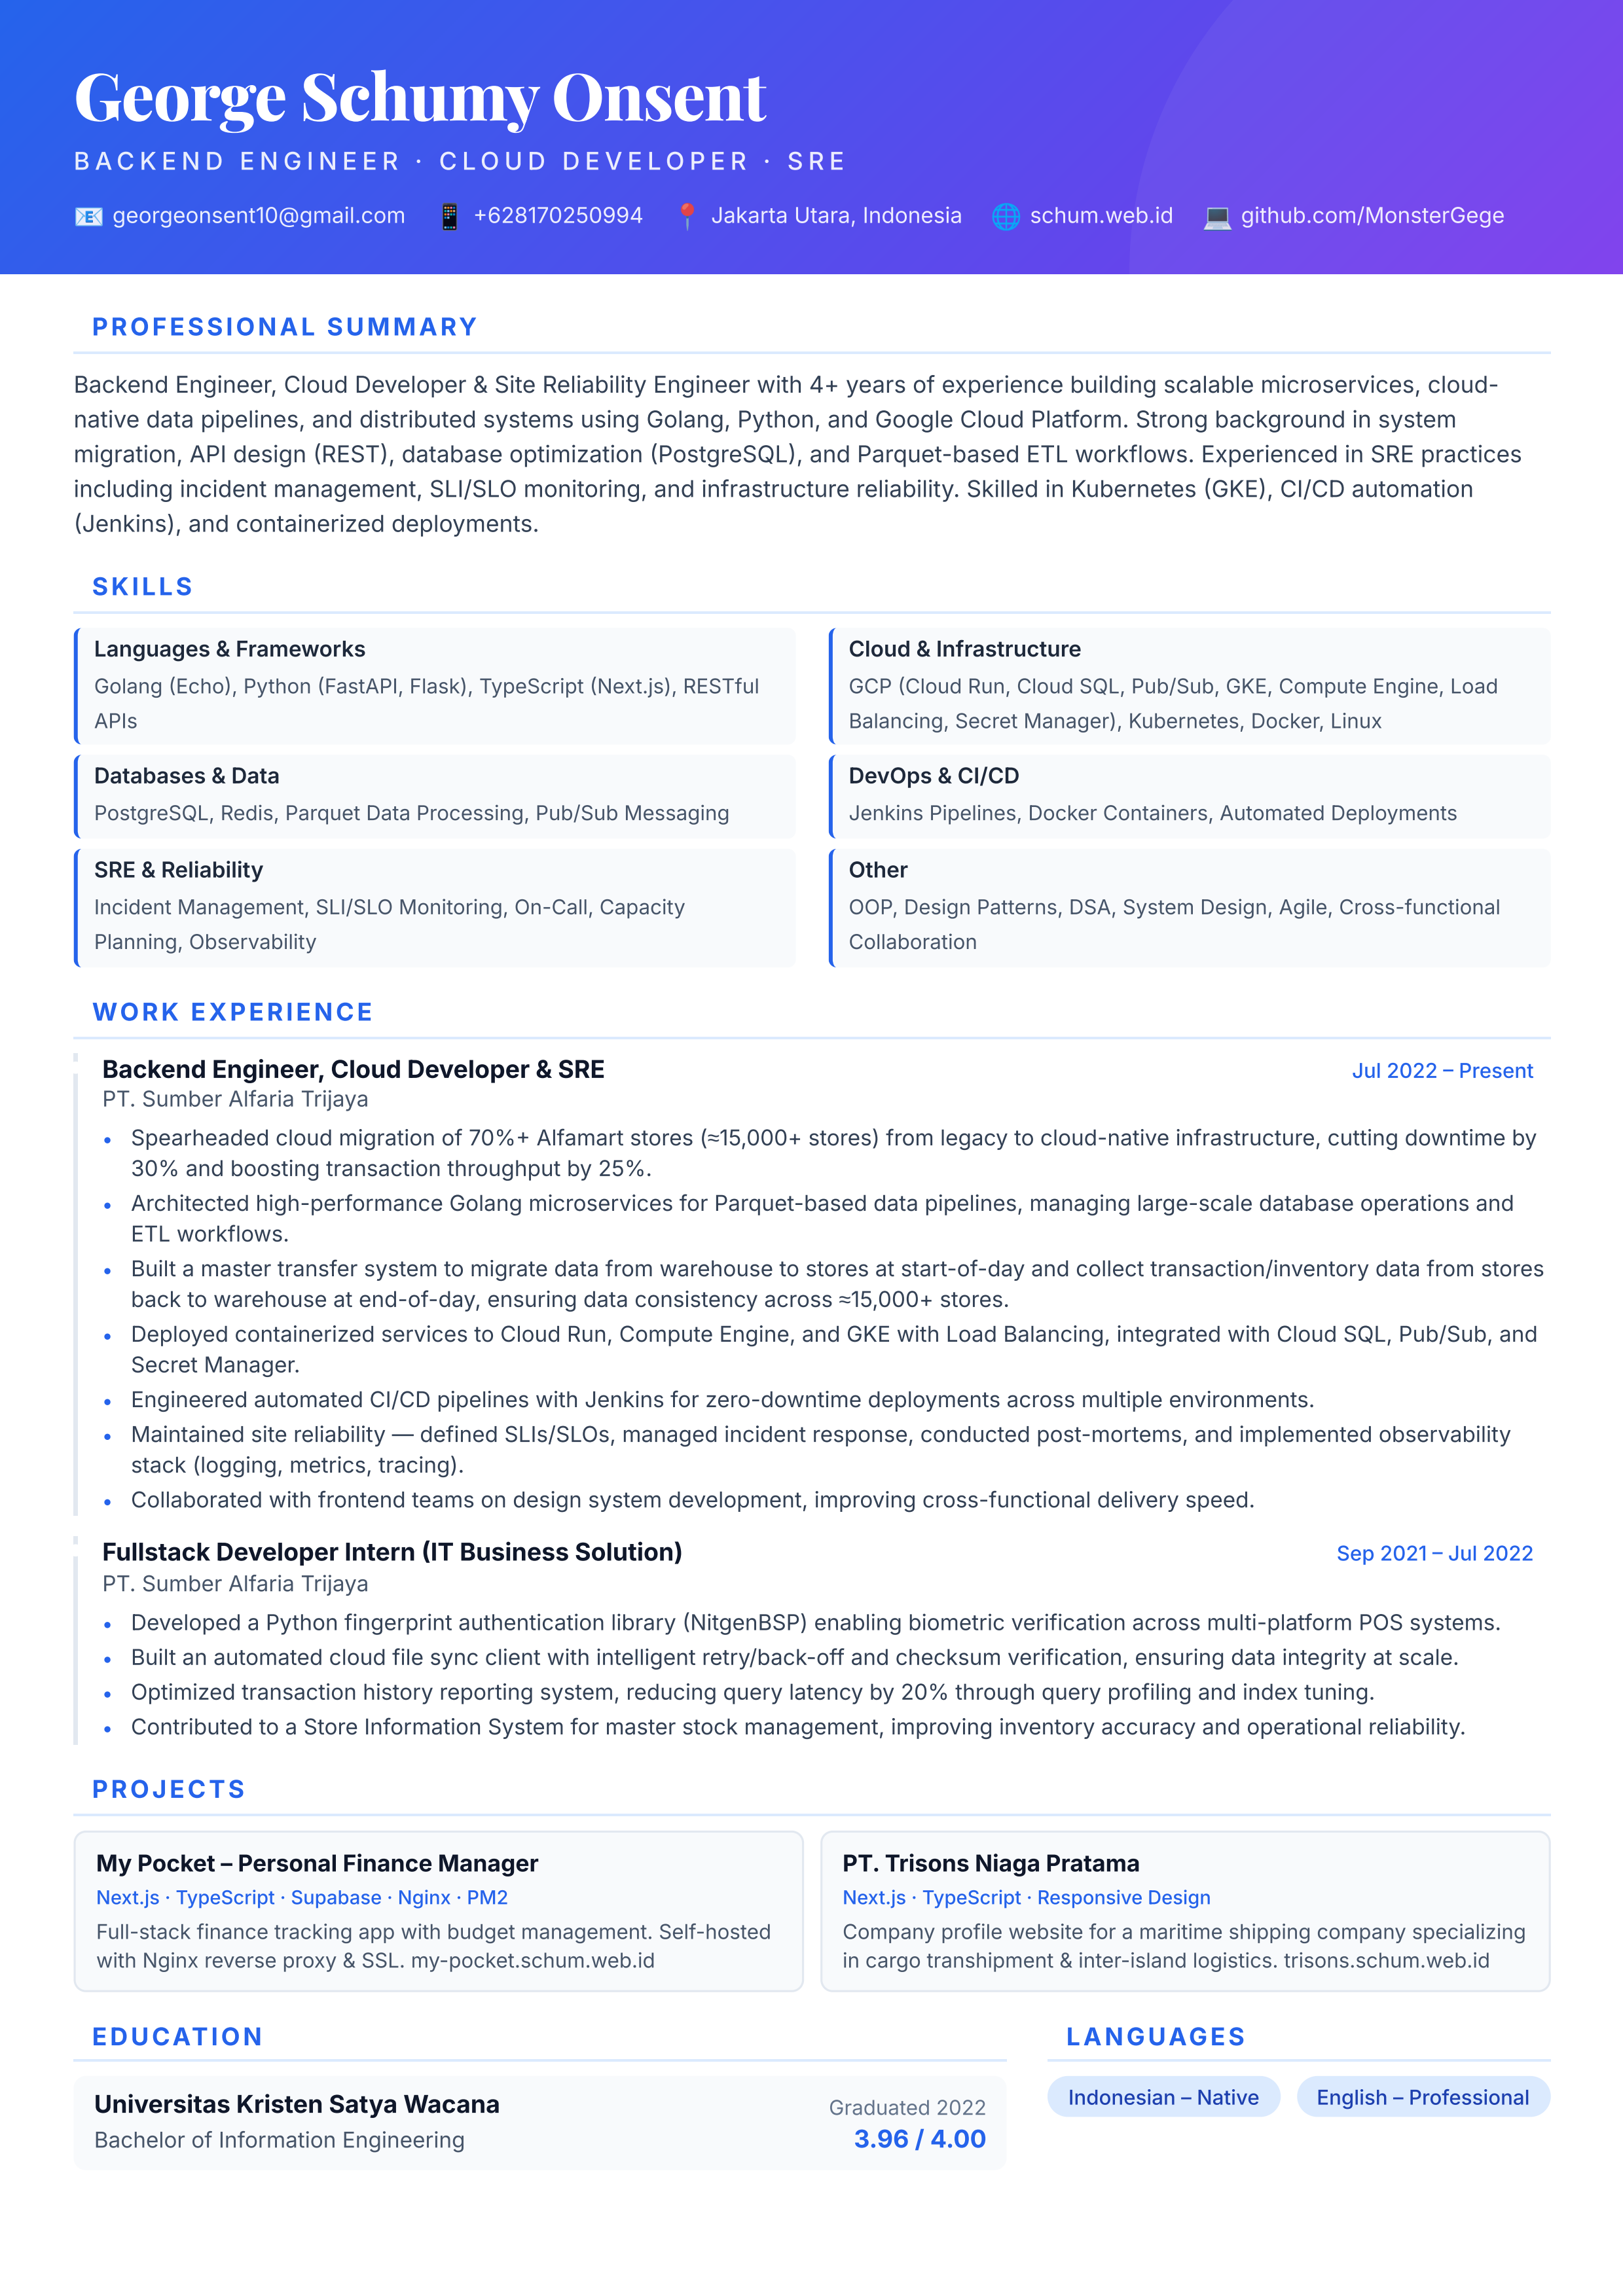 George Schumy Onsent
BACKEND ENGINEER · CLOUD DEVELOPER · SRE
georgeonsent10@gmail.com +628170250994 Jakarta Utara, Indonesia schum.web.id github.com/MonsterGege
PROFESSIONAL SUMMARY
Backend Engineer, Cloud Developer & Site Reliability Engineer with 4+ years of experience building scalable microservices, cloud-
native data pipelines, and distributed systems using Golang, Python, and Google Cloud Platform. Strong background in system
migration, API design (REST), database optimization (PostgreSQL), and Parquet-based ETL workflows. Experienced in SRE practices
including incident management, SLI/SLO monitoring, and infrastructure reliability. Skilled in Kubernetes (GKE), CI/CD automation
(Jenkins), and containerized deployments.
SKILLS
Languages & Frameworks
Golang (Echo), Python (FastAPI, Flask), TypeScript (Next.js), RESTful
APIs
Cloud & Infrastructure
GCP (Cloud Run, Cloud SQL, Pub/Sub, GKE, Compute Engine, Load
Balancing, Secret Manager), Kubernetes, Docker, Linux
Databases & Data
PostgreSQL, Redis, Parquet Data Processing, Pub/Sub Messaging
DevOps & CI/CD
Jenkins Pipelines, Docker Containers, Automated Deployments
SRE & Reliability
Incident Management, SLI/SLO Monitoring, On-Call, Capacity
Planning, Observability
Other
OOP, Design Patterns, DSA, System Design, Agile, Cross-functional
Collaboration
WORK EXPERIENCE
Backend Engineer, Cloud Developer & SRE Jul 2022 – Present
PT. Sumber Alfaria Trijaya
• Spearheaded cloud migration of 70%+ Alfamart stores (≈15,000+ stores) from legacy to cloud-native infrastructure, cutting downtime by
30% and boosting transaction throughput by 25%.
• Architected high-performance Golang microservices for Parquet-based data pipelines, managing large-scale database operations and
ETL workflows.
• Built a master transfer system to migrate data from warehouse to stores at start-of-day and collect transaction/inventory data from stores
back to warehouse at end-of-day, ensuring data consistency across ≈15,000+ stores.
• Deployed containerized services to Cloud Run, Compute Engine, and GKE with Load Balancing, integrated with Cloud SQL, Pub/Sub, and
Secret Manager.
• Engineered automated CI/CD pipelines with Jenkins for zero-downtime deployments across multiple environments.
• Maintained site reliability — defined SLIs/SLOs, managed incident response, conducted post-mortems, and implemented observability
stack (logging, metrics, tracing).
• Collaborated with frontend teams on design system development, improving cross-functional delivery speed.
Fullstack Developer Intern (IT Business Solution) Sep 2021 – Jul 2022
PT. Sumber Alfaria Trijaya
• Developed a Python fingerprint authentication library (NitgenBSP) enabling biometric verification across multi-platform POS systems.
• Built an automated cloud file sync client with intelligent retry/back-off and checksum verification, ensuring data integrity at scale.
• Optimized transaction history reporting system, reducing query latency by 20% through query profiling and index tuning.
• Contributed to a Store Information System for master stock management, improving inventory accuracy and operational reliability.
PROJECTS
My Pocket – Personal Finance Manager
Next.js · TypeScript · Supabase · Nginx · PM2
Full-stack finance tracking app with budget management. Self-hosted
with Nginx reverse proxy & SSL. my-pocket.schum.web.id
PT. Trisons Niaga Pratama
Next.js · TypeScript · Responsive Design
Company profile website for a maritime shipping company specializing
in cargo transhipment & inter-island logistics. trisons.schum.web.id
EDUCATION
Universitas Kristen Satya Wacana Graduated 2022
Bachelor of Information Engineering 3.96 / 4.00
LANGUAGES
Indonesian – Native English – Professional